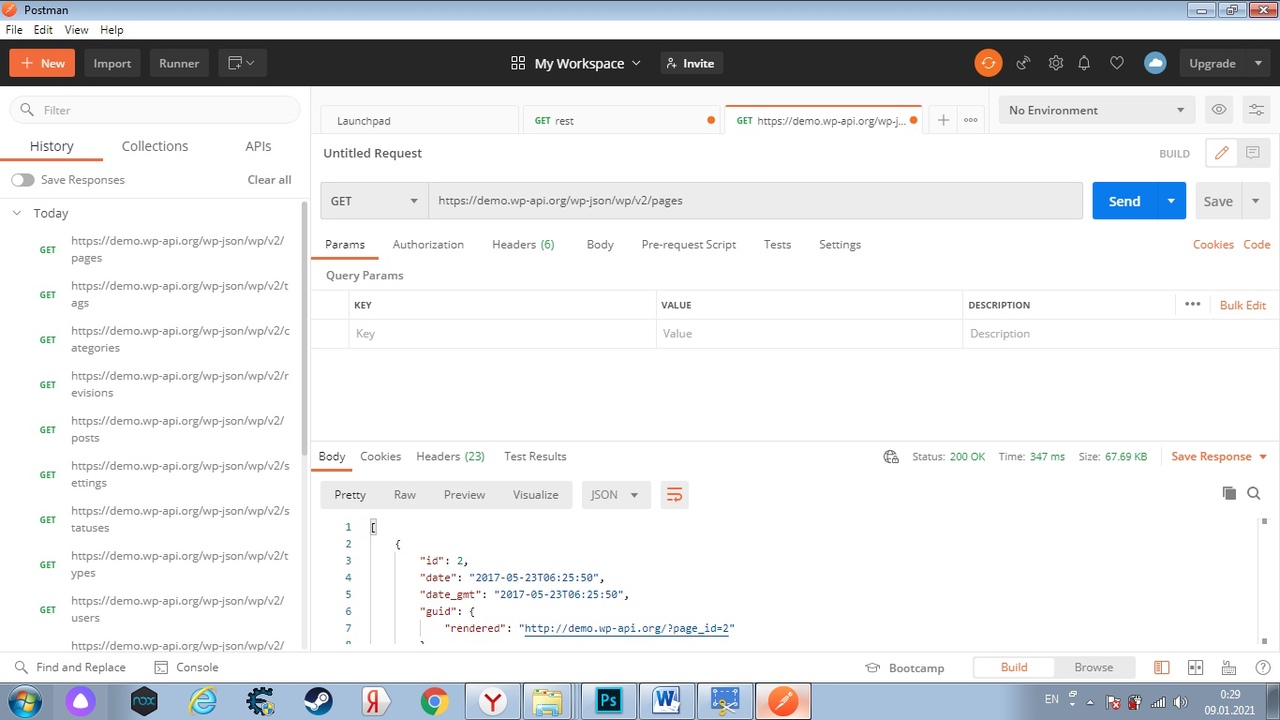 Postman
File Edit View Help
New Import Runner My Workspace Invite Upgrade
Filter
History Collections APIs
Save Responses Clear all
Today
GET https://demo.wp-api.org/wp-json/wp/v2/
pages
GET https://demo.wp-api.org/wp-json/wp/v2/t
ags
GET https://demo.wp-api.org/wp-json/wp/v2/c
ategories
GET https://demo.wp-api.org/wp-json/wp/v2/r
evisions
GET https://demo.wp-api.org/wp-json/wp/v2/
posts
GET https://demo.wp-api.org/wp-json/wp/v2/s
ettings
GET https://demo.wp-api.org/wp-json/wp/v2/s
tatuses
GET https://demo.wp-api.org/wp-json/wp/v2/t
ypes
GET https://demo.wp-api.org/wp-json/wp/v2/
users
https://demo.wp-api.org/wp-json/wp/v2/
Launchpad GET rest GET https://demo.wp-api.org/wp-j... No Environment
Untitled Request BUILD
GET https://demo.wp-api.org/wp-json/wp/v2/pages Send Save
Params Authorization Headers (6) Body Pre-request Script Tests Settings Cookies Code
Query Params
KEY VALUE DESCRIPTION Bulk Edit
Key Value Description
Body Cookies Headers (23) Test Results Status: 200 OK Time: 347 ms Size: 67.69 KB Save Response
Pretty Raw Preview Visualize JSON
1 [
2 {
3 "id": 2,
4 "date": "2017-05-23T06:25:50",
5 "date_gmt": "2017-05-23T06:25:50",
6 "guid": {
7 "rendered": "http://demo.wp-api.org/?page_id=2"
Find and Replace Console Bootcamp Build Browse
nox Я Y Ps W EN 0:29
09.01.2021